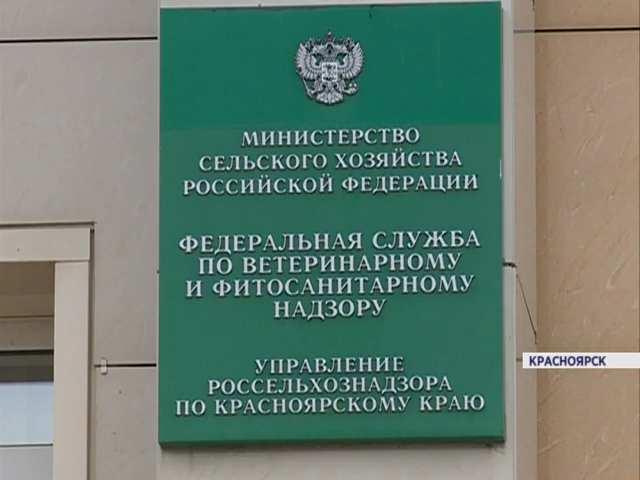 МИНИСТЕРСТВО
СЕЛЬСКОГО ХОЗЯЙСТВА
РОССИЙСКОЙ ФЕДЕРАЦИИ
ФЕДЕРАЛЬНАЯ СЛУЖБА
ПО ВЕТЕРИНАРНОМУ
И ФИТОСАНИТАРНОМУ
НАДЗОРУ
УПРАВЛЕНИЕ
РОССЕЛЬХОЗНАДЗОРА
ПО КРАСНОЯРСКОМУ КРАЮ
КРАСНОЯРСК